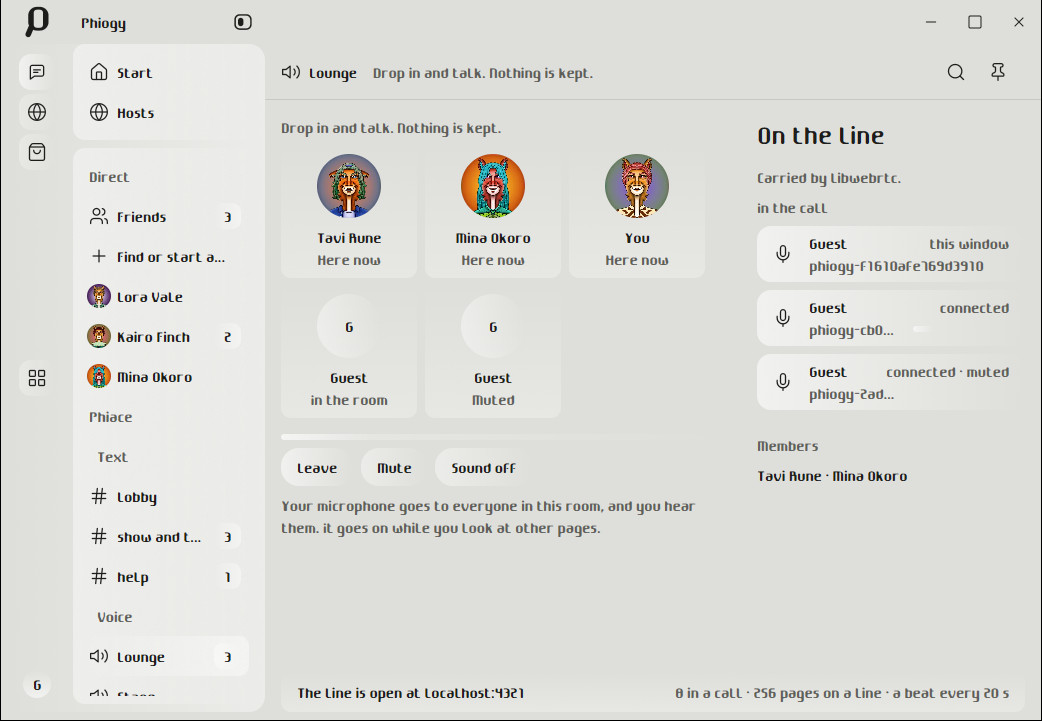 Phiogy
Start
Hosts
Direct
Friends 3
Find or start a...
Lora Vale
Kairo Finch 2
Mina Okoro
Phiace
Text
Lobby
show and t... 3
help 1
Voice
Lounge 3
G
Lounge Drop in and talk. Nothing is kept.
Drop in and talk. Nothing is kept.
Tavi Rune
Here now
Mina Okoro
Here now
You
Here now
G
Guest
in the room
G
Guest
Muted
Leave Mute Sound off
Your microphone goes to everyone in this room, and you hear
them. it goes on while you look at other pages.
On the Line
Carried by Libwebrtc.
in the call
Guest this window
phiogy-f1610afe769d3910
Guest connected
phiogy-cb0...
Guest connected · muted
phiogy-2ad...
Members
Tavi Rune · Mina Okoro
The Line is open at localhost:4321
0 in a call · 256 pages on a line · a beat every 20 s